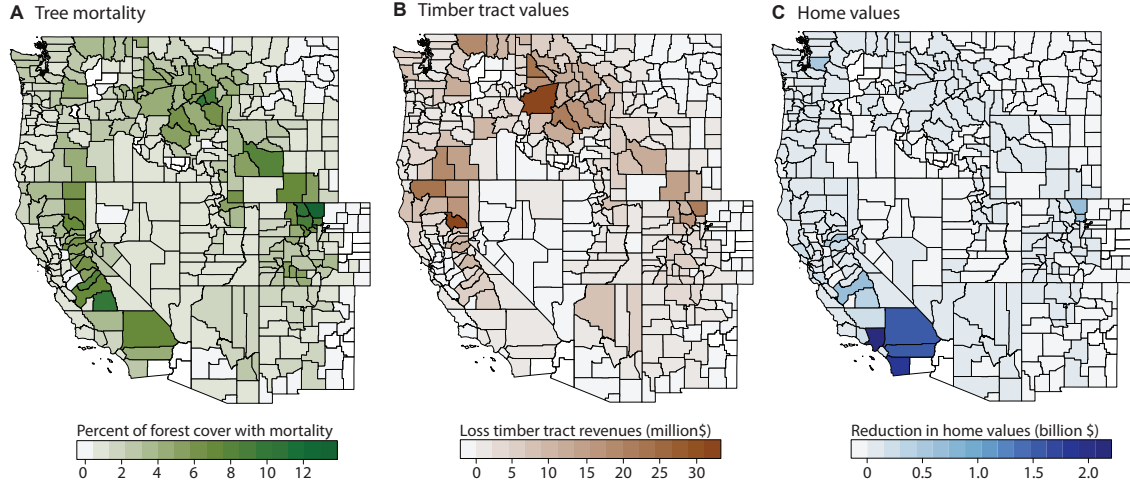 A Tree mortality
B Timber tract values
C Home values
Percent of forest cover with mortality
0 2 4 6 8 10 12
Loss timber tract revenues (million$)
0 5 10 15 20 25 30
Reduction in home values (billion $)
0 0.5 1.0 1.5 2.0